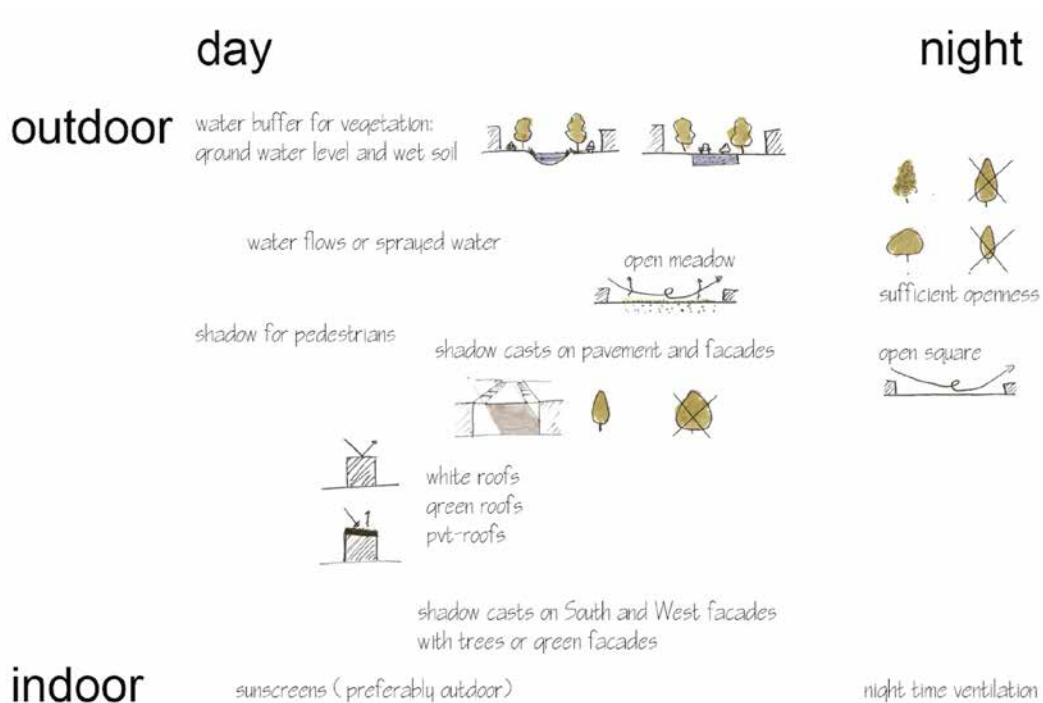 day
night
outdoor
water buffer for vegetation:
ground water level and wet soil
water flows or sprayed water
open meadow
sufficient openness
shadow for pedestrians
shadow casts on pavement and facades
open square
white roofs
green roofs
pvt-roofs
shadow casts on South and West facades
with trees or green facades
indoor
sunscreens ( preferably outdoor)
night time ventilation